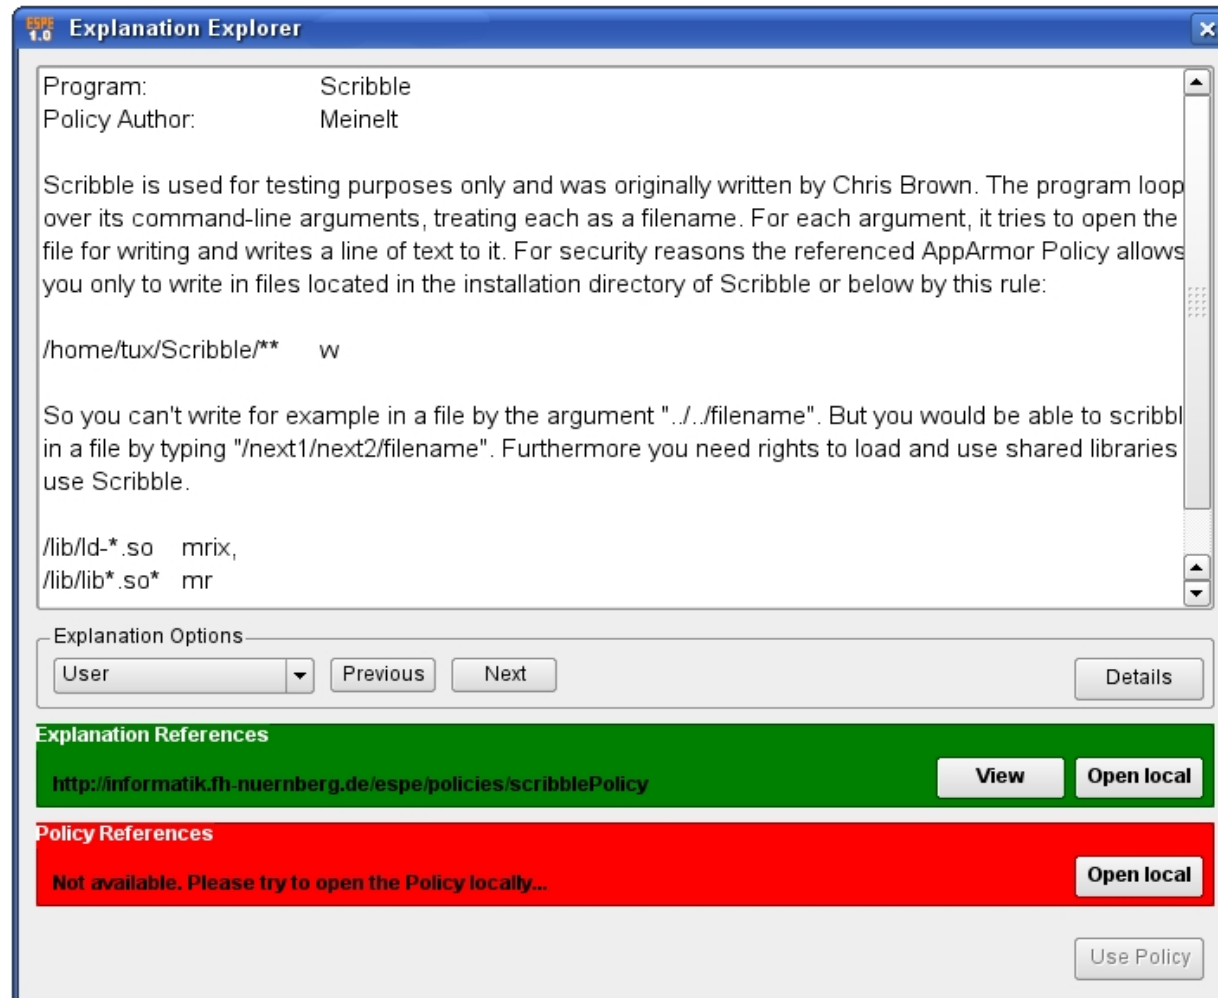 ESPE
1.0
Explanation Explorer
Program: Scribble
Policy Author: Meinelt
Scribble is used for testing purposes only and was originally written by Chris Brown. The program loop
over its command-line arguments, treating each as a filename. For each argument, it tries to open the
file for writing and writes a line of text to it. For security reasons the referenced AppArmor Policy allows
you only to write in files located in the installation directory of Scribble or below by this rule:
/home/tux/Scribble/** w
So you can't write for example in a file by the argument "../../filename". But you would be able to scribbl
in a file by typing "/next1/next2/filename". Furthermore you need rights to load and use shared libraries
use Scribble.
/lib/ld-*.so mrix,
/lib/lib*.so* mr
Explanation Options
User Previous Next Details
Explanation References
http://informatik.fh-nuernberg.de/espe/policies/scribblePolicy View Open local
Policy References
Not available. Please try to open the Policy locally... Open local
Use Policy